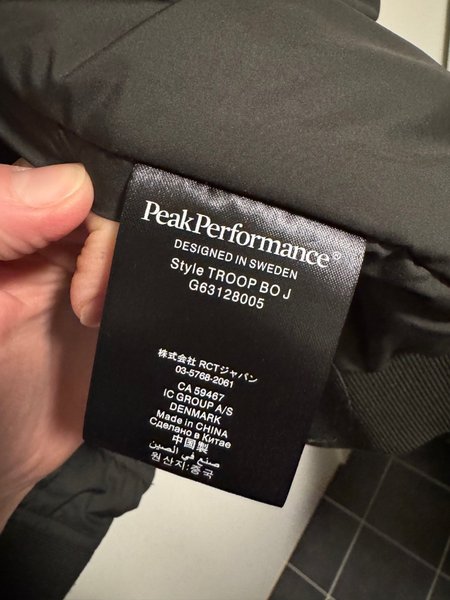 PeakPerformance®
DESIGNED IN SWEDEN
Style TROOP BO J
G63128005
株式会社 RCTジャパン
03-5768-2061
CA 59467
IC GROUP A/S
DENMARK
Made in CHINA
Сделано в Китае
中国製
صنع في الصين
원산지: 중국